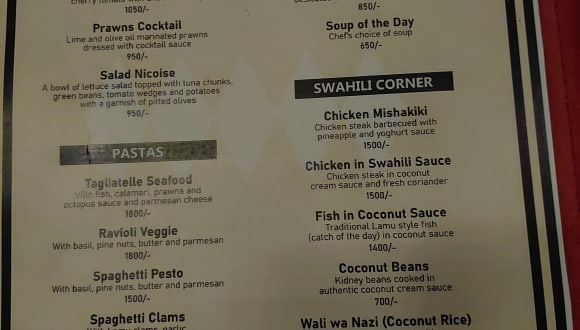 1050/-
Prawns Cocktail
Lime and olive oil marinated prawns
dressed with cocktail sauce
950/-
Salad Nicoise
A bowl of lettuce salad topped with tuna chunks,
green beans, tomato wedges and potatoes
with a garnish of pitted olives
950/-
PASTAS
Tagliatelle Seafood
With fish, calamari, prawns and
octopus sauce and parmesan cheese
1800/-
Ravioli Veggie
With basil, pine nuts, butter and parmesan
1800/-
Spaghetti Pesto
With basil, pine nuts, butter and parmesan
1500/-
Spaghetti Clams
850/-
Soup of the Day
Chef's choice of soup
650/-
SWAHILI CORNER
Chicken Mishakiki
Chicken steak barbecued with
pineapple and yoghurt sauce
1500/-
Chicken in Swahili Sauce
Chicken steak in coconut
cream sauce and fresh coriander
1500/-
Fish in Coconut Sauce
Traditional Lamu style fish
(catch of the day) in coconut sauce
1400/-
Coconut Beans
Kidney beans cooked in
authentic coconut cream sauce
700/-
Wali wa Nazi (Coconut Rice)